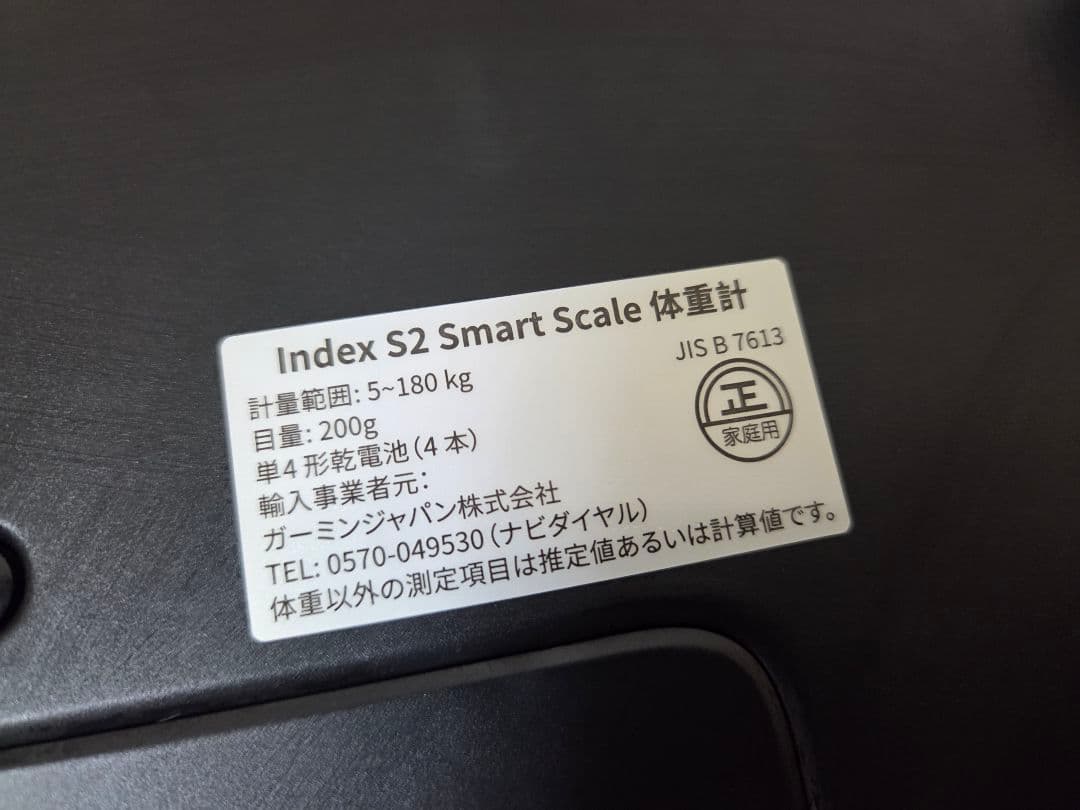 Index S2 Smart Scale 体重計
JIS B 7613
計量範囲: 5~180 kg
目量: 200g
単4形乾電池(4本)
正
家庭用
輸入事業者元:
ガーミンジャパン株式会社
TEL: 0570-049530(ナビダイヤル)
体重以外の測定項目は推定値あるいは計算値です。